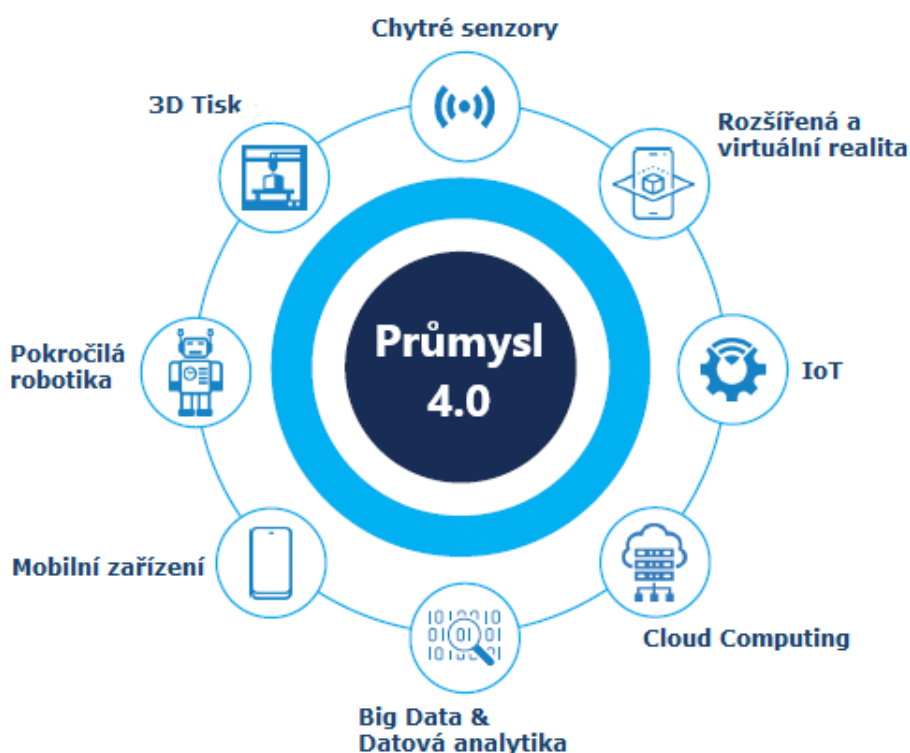 Chytré senzory
3D Tisk
Rozšířená a
virtuální realita
Průmysl
4.0
Pokročilá
robotika
IoT
Mobilní zařízení
Cloud Computing
Big Data &
Datová analytika